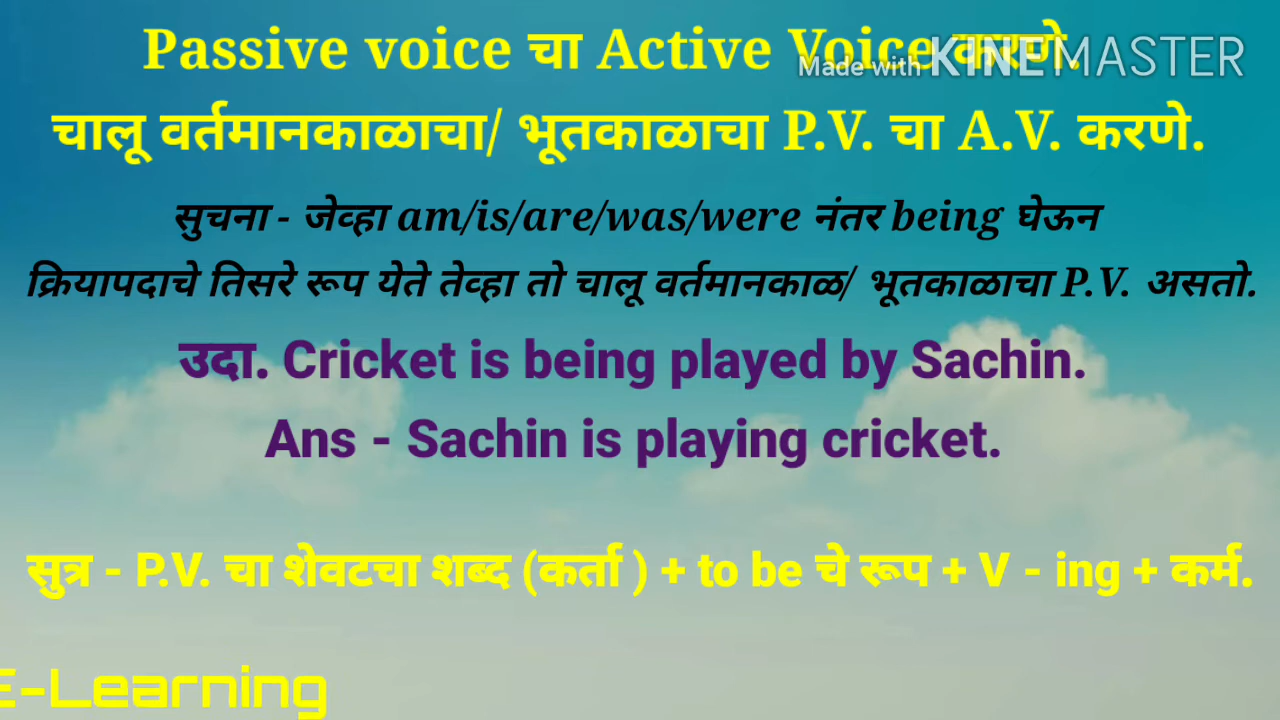 Passive voice चा Active Voice करणे.
Made with KINEMASTER
चालू वर्तमानकाळाचा/ भूतकाळाचा P.V. चा A.V. करणे.
सुचना - जेव्हा am/is/are/was/were नंतर being घेऊन
क्रियापदाचे तिसरे रूप येते तेव्हा तो चालू वर्तमानकाळ/ भूतकाळाचा P.V. असतो.
उदा. Cricket is being played by Sachin.
Ans - Sachin is playing cricket.
सुत्र - P.V. चा शेवटचा शब्द (कर्ता ) + to be चे रूप + V - ing + कर्म.
E-Learning